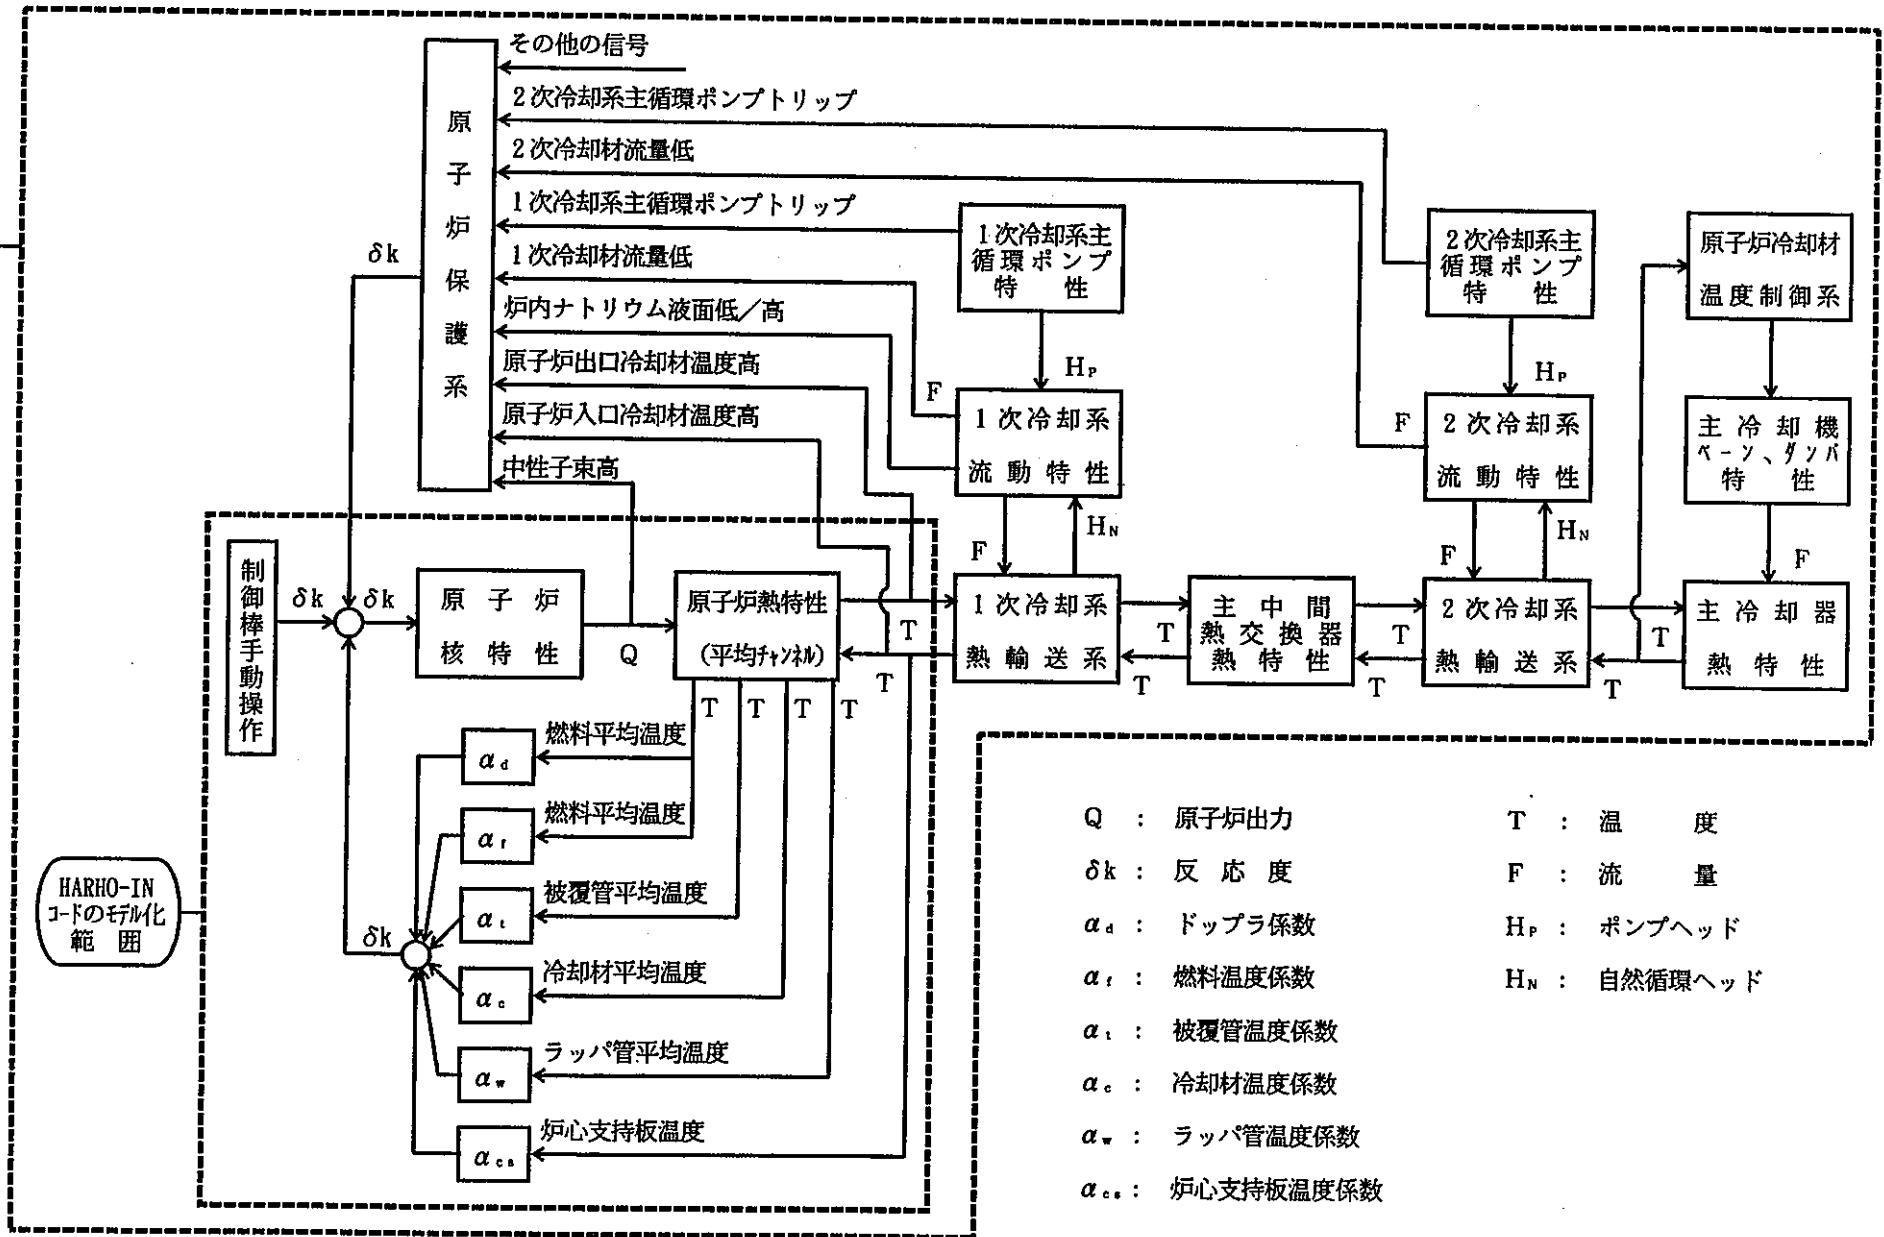 その他の信号
2次冷却系主循環ポンプトリップ
2次冷却材流量低
1次冷却系主循環ポンプトリップ
1次冷却材流量低
炉内ナトリウム液面低／高
原子炉出口冷却材温度高
原子炉入口冷却材温度高
中性子束高
原子炉保護系
δk
1次冷却系主
循環ポンプ
特性
2次冷却系主
循環ポンプ
特性
原子炉冷却材
温度制御系
HP
HP
F
1次冷却系
流動特性
F
2次冷却系
流動特性
主冷却機
ベーン、ダンパ
特性
F
HN
F
HN
F
制御棒手動操作
δk
δk
原子炉
核特性
Q
原子炉熱特性
(平均チャンネル)
T
T
1次冷却系
熱輸送系
T
T
主中間
熱交換器
熱特性
T
T
2次冷却系
熱輸送系
T
T
主冷却器
熱特性
T
T
T
T
αd
燃料平均温度
αf
燃料平均温度
αt
被覆管平均温度
δk
αc
冷却材平均温度
αw
ラッパ管平均温度
αcs
炉心支持板温度
HARHO-IN
コードのモデル化
範囲
Q : 原子炉出力
δk : 反応度
αd : ドップラ係数
αf : 燃料温度係数
αt : 被覆管温度係数
αc : 冷却材温度係数
αw : ラッパ管温度係数
αcs : 炉心支持板温度係数
T : 温度
F : 流量
HP : ポンプヘッド
HN : 自然循環ヘッド